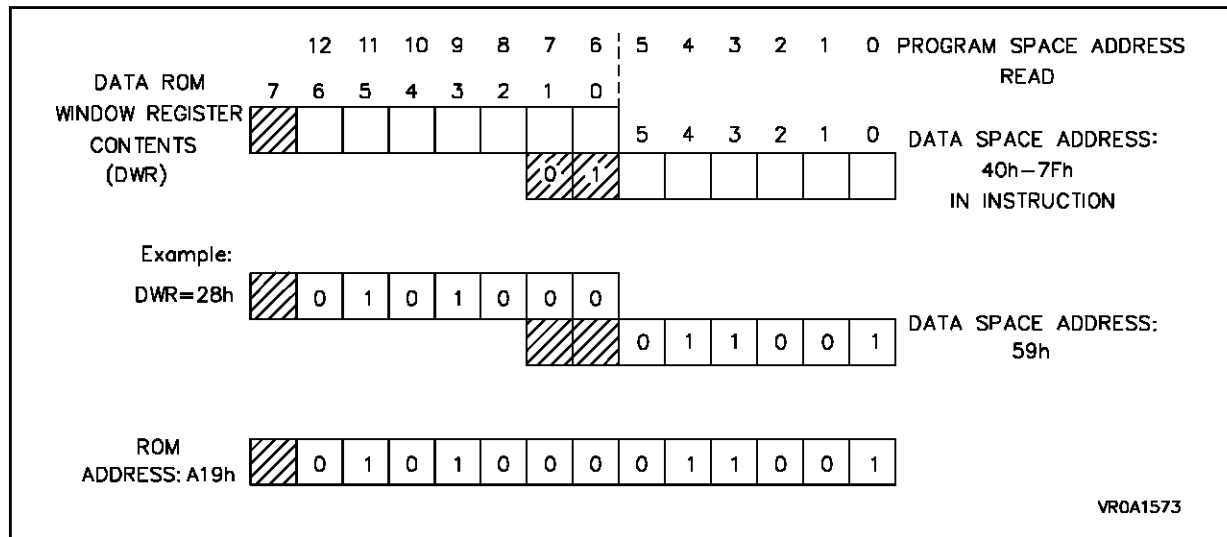 12 11 10 9 8 7 6 5 4 3 2 1 0 PROGRAM SPACE ADDRESS
READ
DATA ROM
WINDOW REGISTER
CONTENTS
(DWR)
7 6 5 4 3 2 1 0
5 4 3 2 1 0
0 1
DATA SPACE ADDRESS:
40h-7Fh
IN INSTRUCTION
Example:
DWR=28h
0 1 0 1 0 0 0
0 1 1 0 0 1
DATA SPACE ADDRESS:
59h
ROM
ADDRESS: A19h
0 1 0 1 0 0 0 0 1 1 0 0 1
VR0A1573